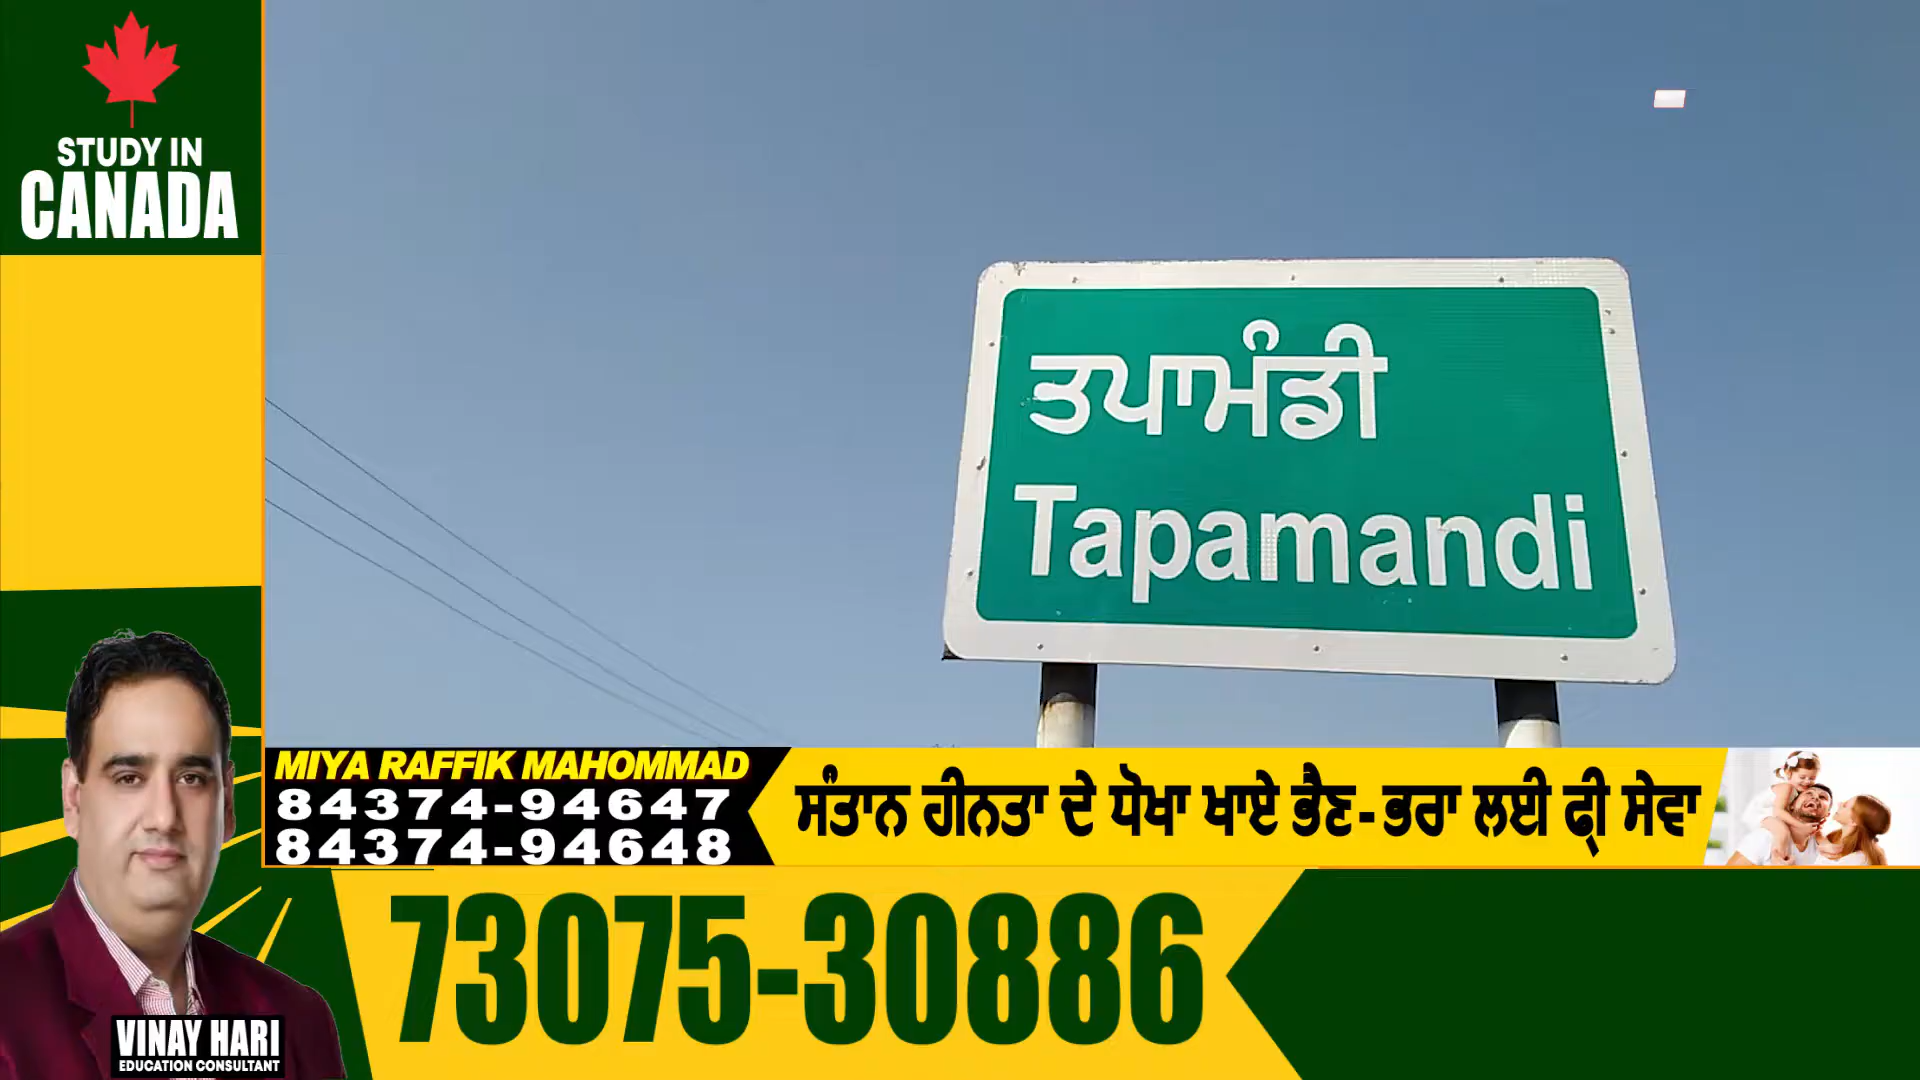 STUDY IN
CANADA
ਤਪਾਮੰਡੀ
Tapamandi
MIYA RAFFIK MAHOMMAD
84374-94647
84374-94648
ਸੰਤਾਨ ਹੀਨਤਾ ਦੇ ਧੋਖਾ ਖਾਏ ਭੈਣ-ਭਰਾ ਲਈ ਫ੍ਰੀ ਸੇਵਾ
73075-30886
VINAY HARI
EDUCATION CONSULTANT